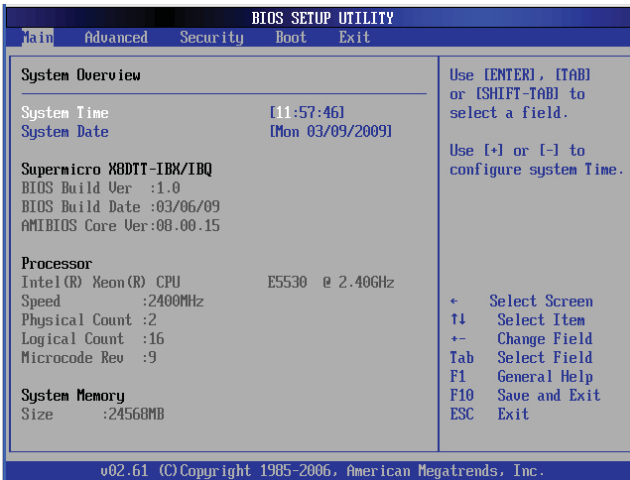 BIOS SETUP UTILITY
Main Advanced Security Boot Exit
System Overview
System Time [11:57:46]
System Date [Mon 03/09/2009]
Supermicro X8DTT-IBX/IBQ
BIOS Build Ver :1.0
BIOS Build Date :03/06/09
AMIBIOS Core Ver:08.00.15
Processor
Intel(R) Xeon(R) CPU E5530 @ 2.40GHz
Speed :2400MHz
Physical Count :2
Logical Count :16
Microcode Rev :9
System Memory
Size :24568MB
Use [ENTER], [TAB]
or [SHIFT-TAB] to
select a field.
Use [+] or [-] to
configure system Time.
← Select Screen
↑↓ Select Item
+- Change Field
Tab Select Field
F1 General Help
F10 Save and Exit
ESC Exit
v02.61 (C)Copyright 1985-2006, American Megatrends, Inc.